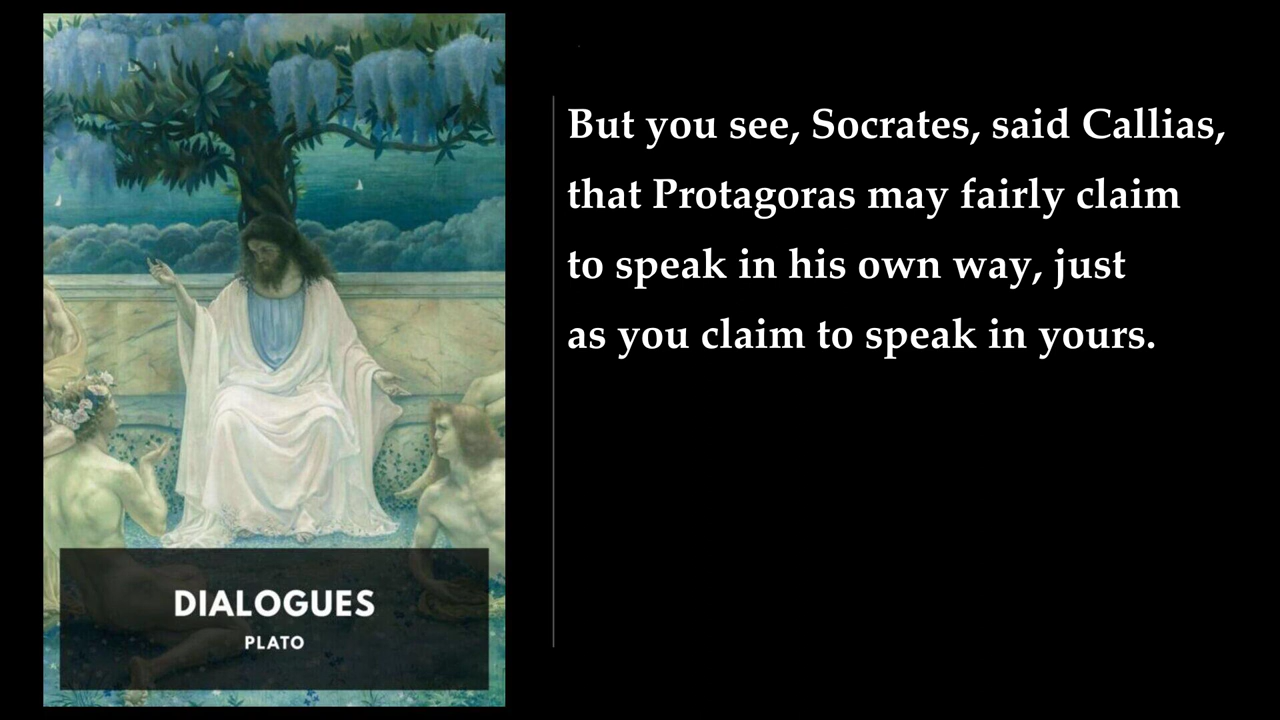 But you see, Socrates, said Callias,
that Protagoras may fairly claim
to speak in his own way, just
as you claim to speak in yours.
DIALOGUES
PLATO